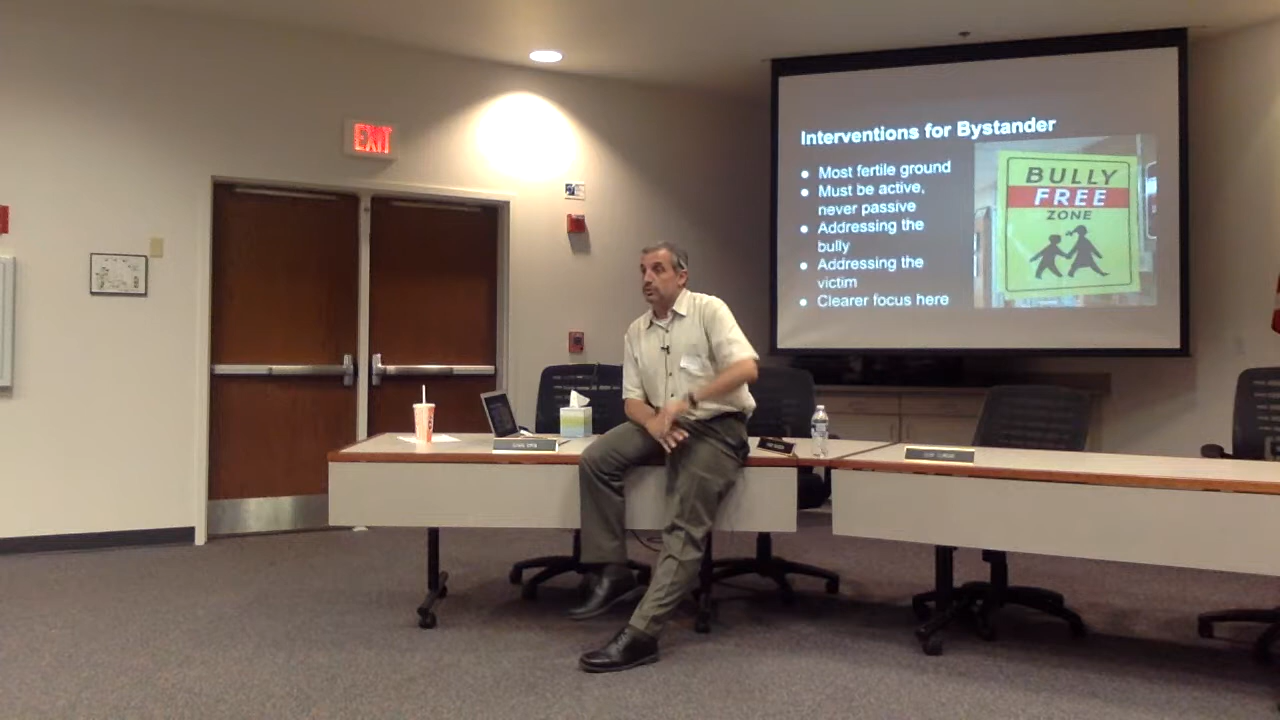 EXIT
Interventions for Bystander
● Most fertile ground
● Must be active,
never passive
● Addressing the
bully
● Addressing the
victim
● Clearer focus here
BULLY
FREE
ZONE